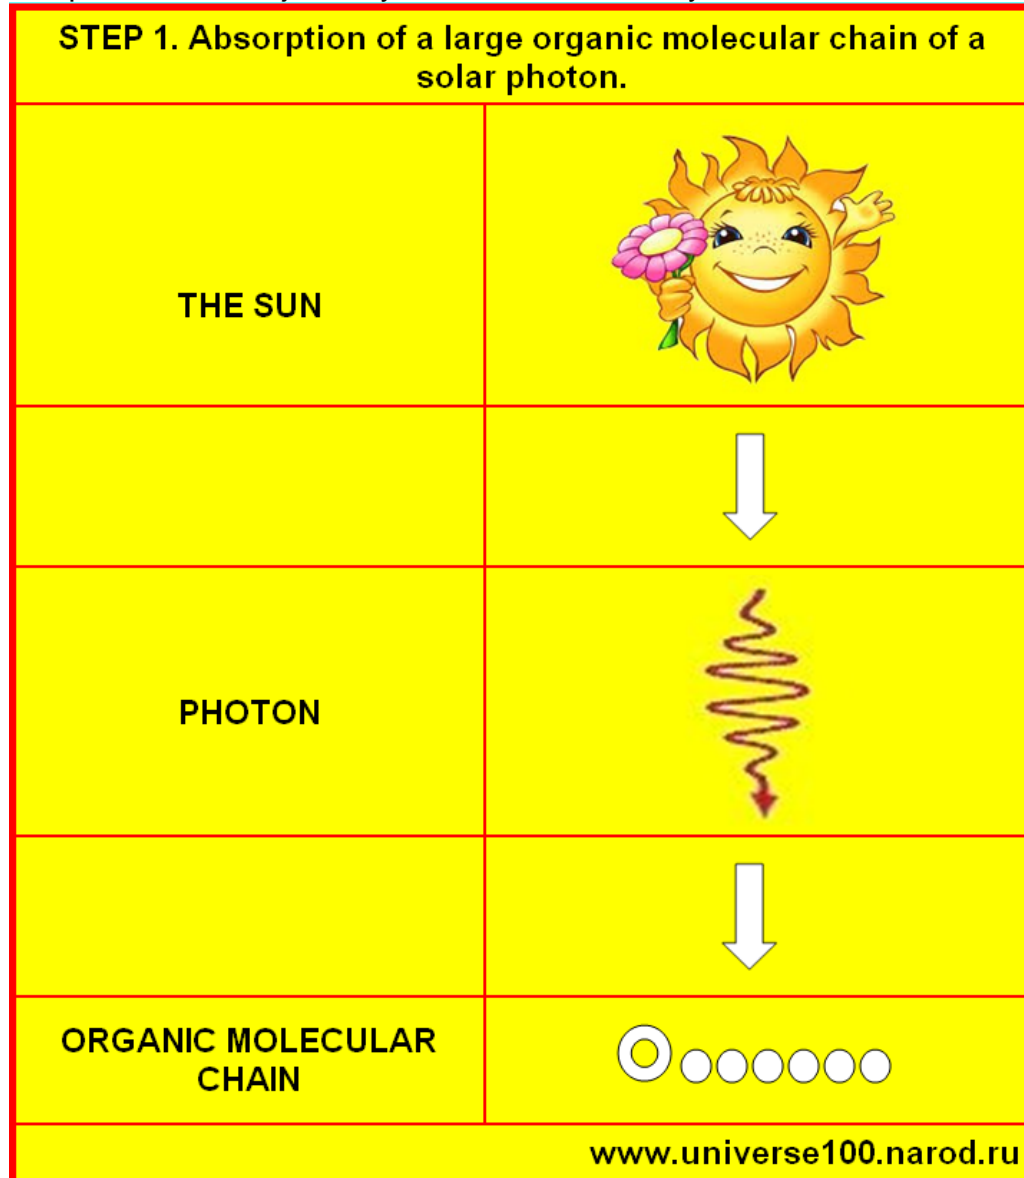 STEP 1. Absorption of a large organic molecular chain of a
solar photon.
THE SUN
PHOTON
ORGANIC MOLECULAR
CHAIN
www.universe100.narod.ru